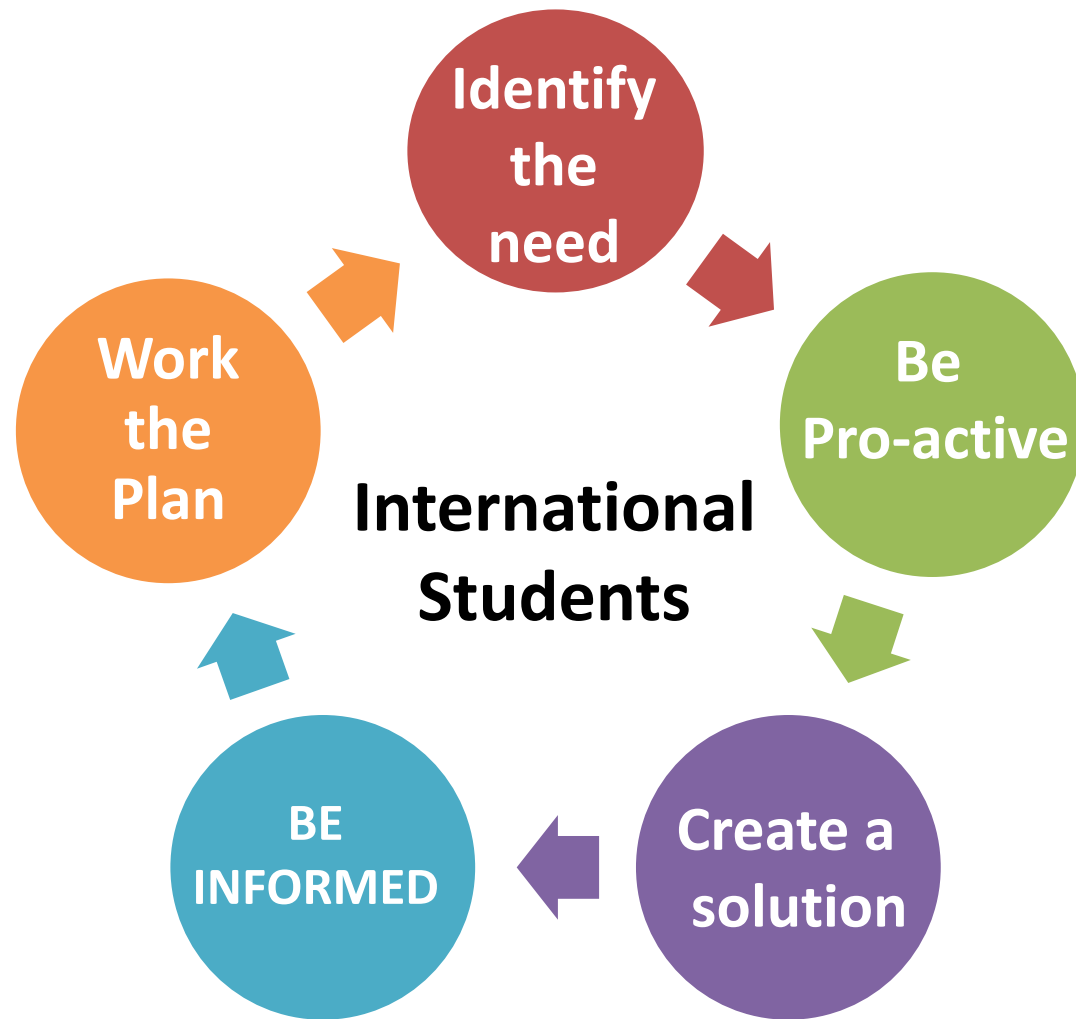 Identify
the
need
Be
Pro-active
Create a
solution
BE
INFORMED
Work
the
Plan
International
Students